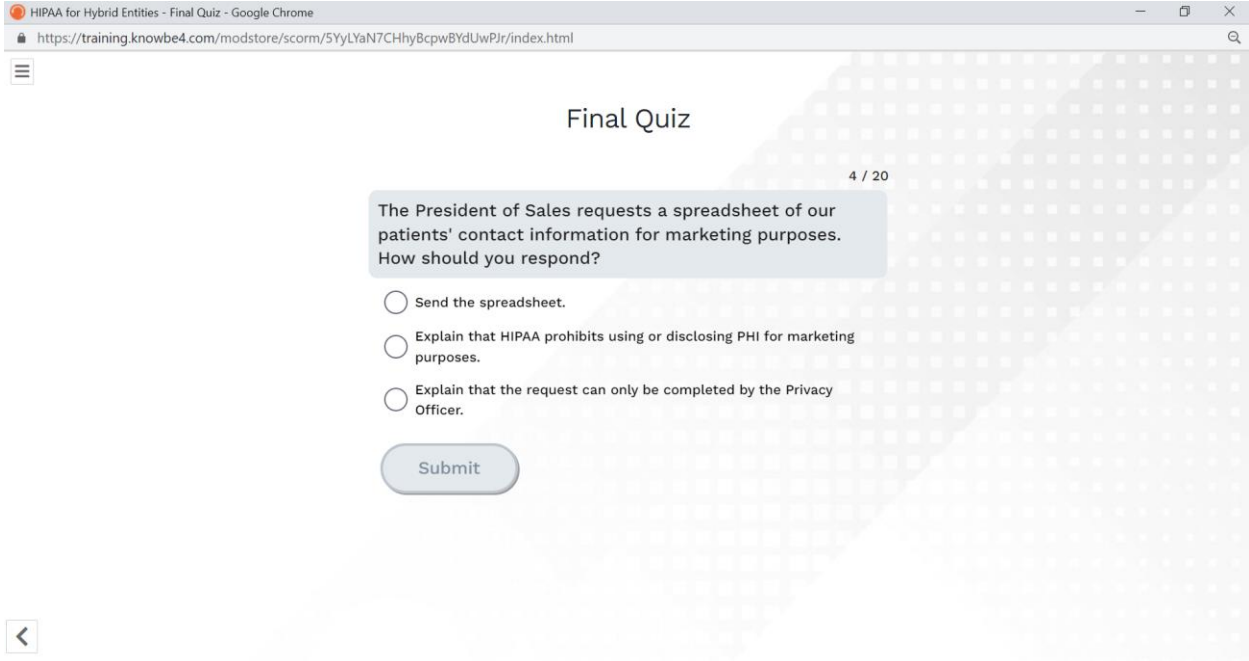 HIPAA for Hybrid Entities - Final Quiz - Google Chrome
https://training.knowbe4.com/modstore/scorm/5YyLYaN7CHhyBcpwBYdUwPJr/index.html
Final Quiz
4 / 20
The President of Sales requests a spreadsheet of our
patients' contact information for marketing purposes.
How should you respond?
Send the spreadsheet.
Explain that HIPAA prohibits using or disclosing PHI for marketing
purposes.
Explain that the request can only be completed by the Privacy
Officer.
Submit